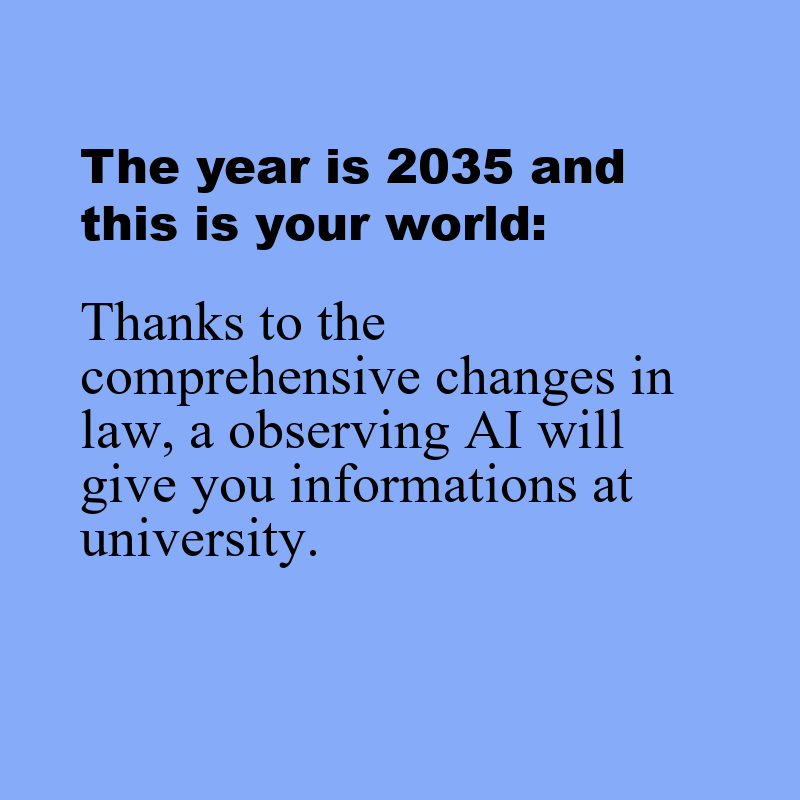 The year is 2035 and
this is your world:
Thanks to the
comprehensive changes in
law, a observing AI will
give you informations at
university.